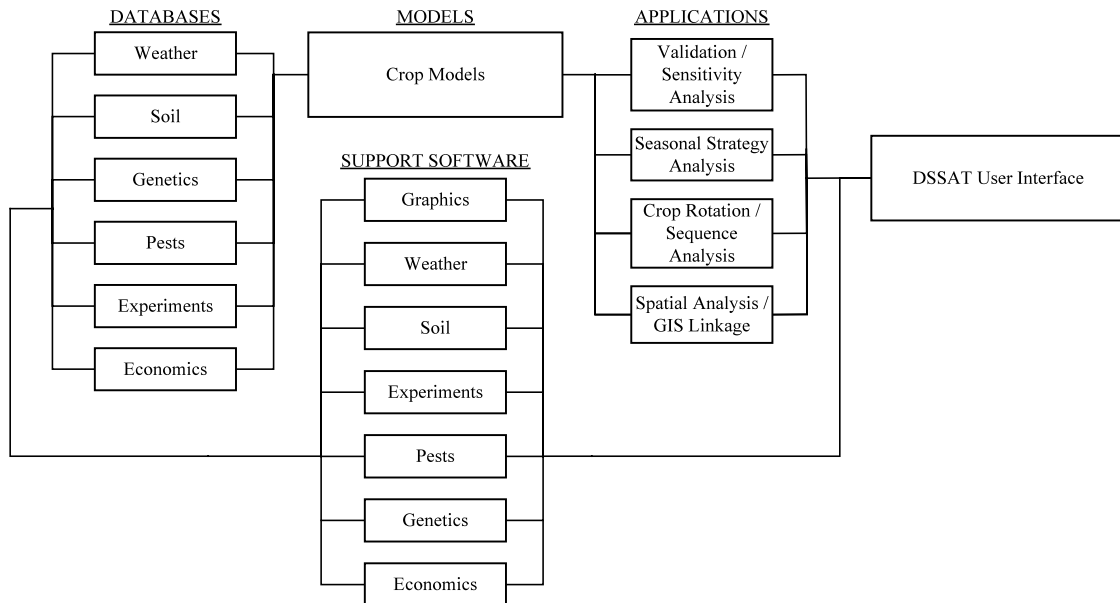 DATABASES
Weather
Soil
Genetics
Pests
Experiments
Economics
MODELS
Crop Models
SUPPORT SOFTWARE
Graphics
Weather
Soil
Experiments
Pests
Genetics
Economics
APPLICATIONS
Validation /
Sensitivity
Analysis
Seasonal Strategy
Analysis
Crop Rotation /
Sequence
Analysis
Spatial Analysis /
GIS Linkage
DSSAT User Interface